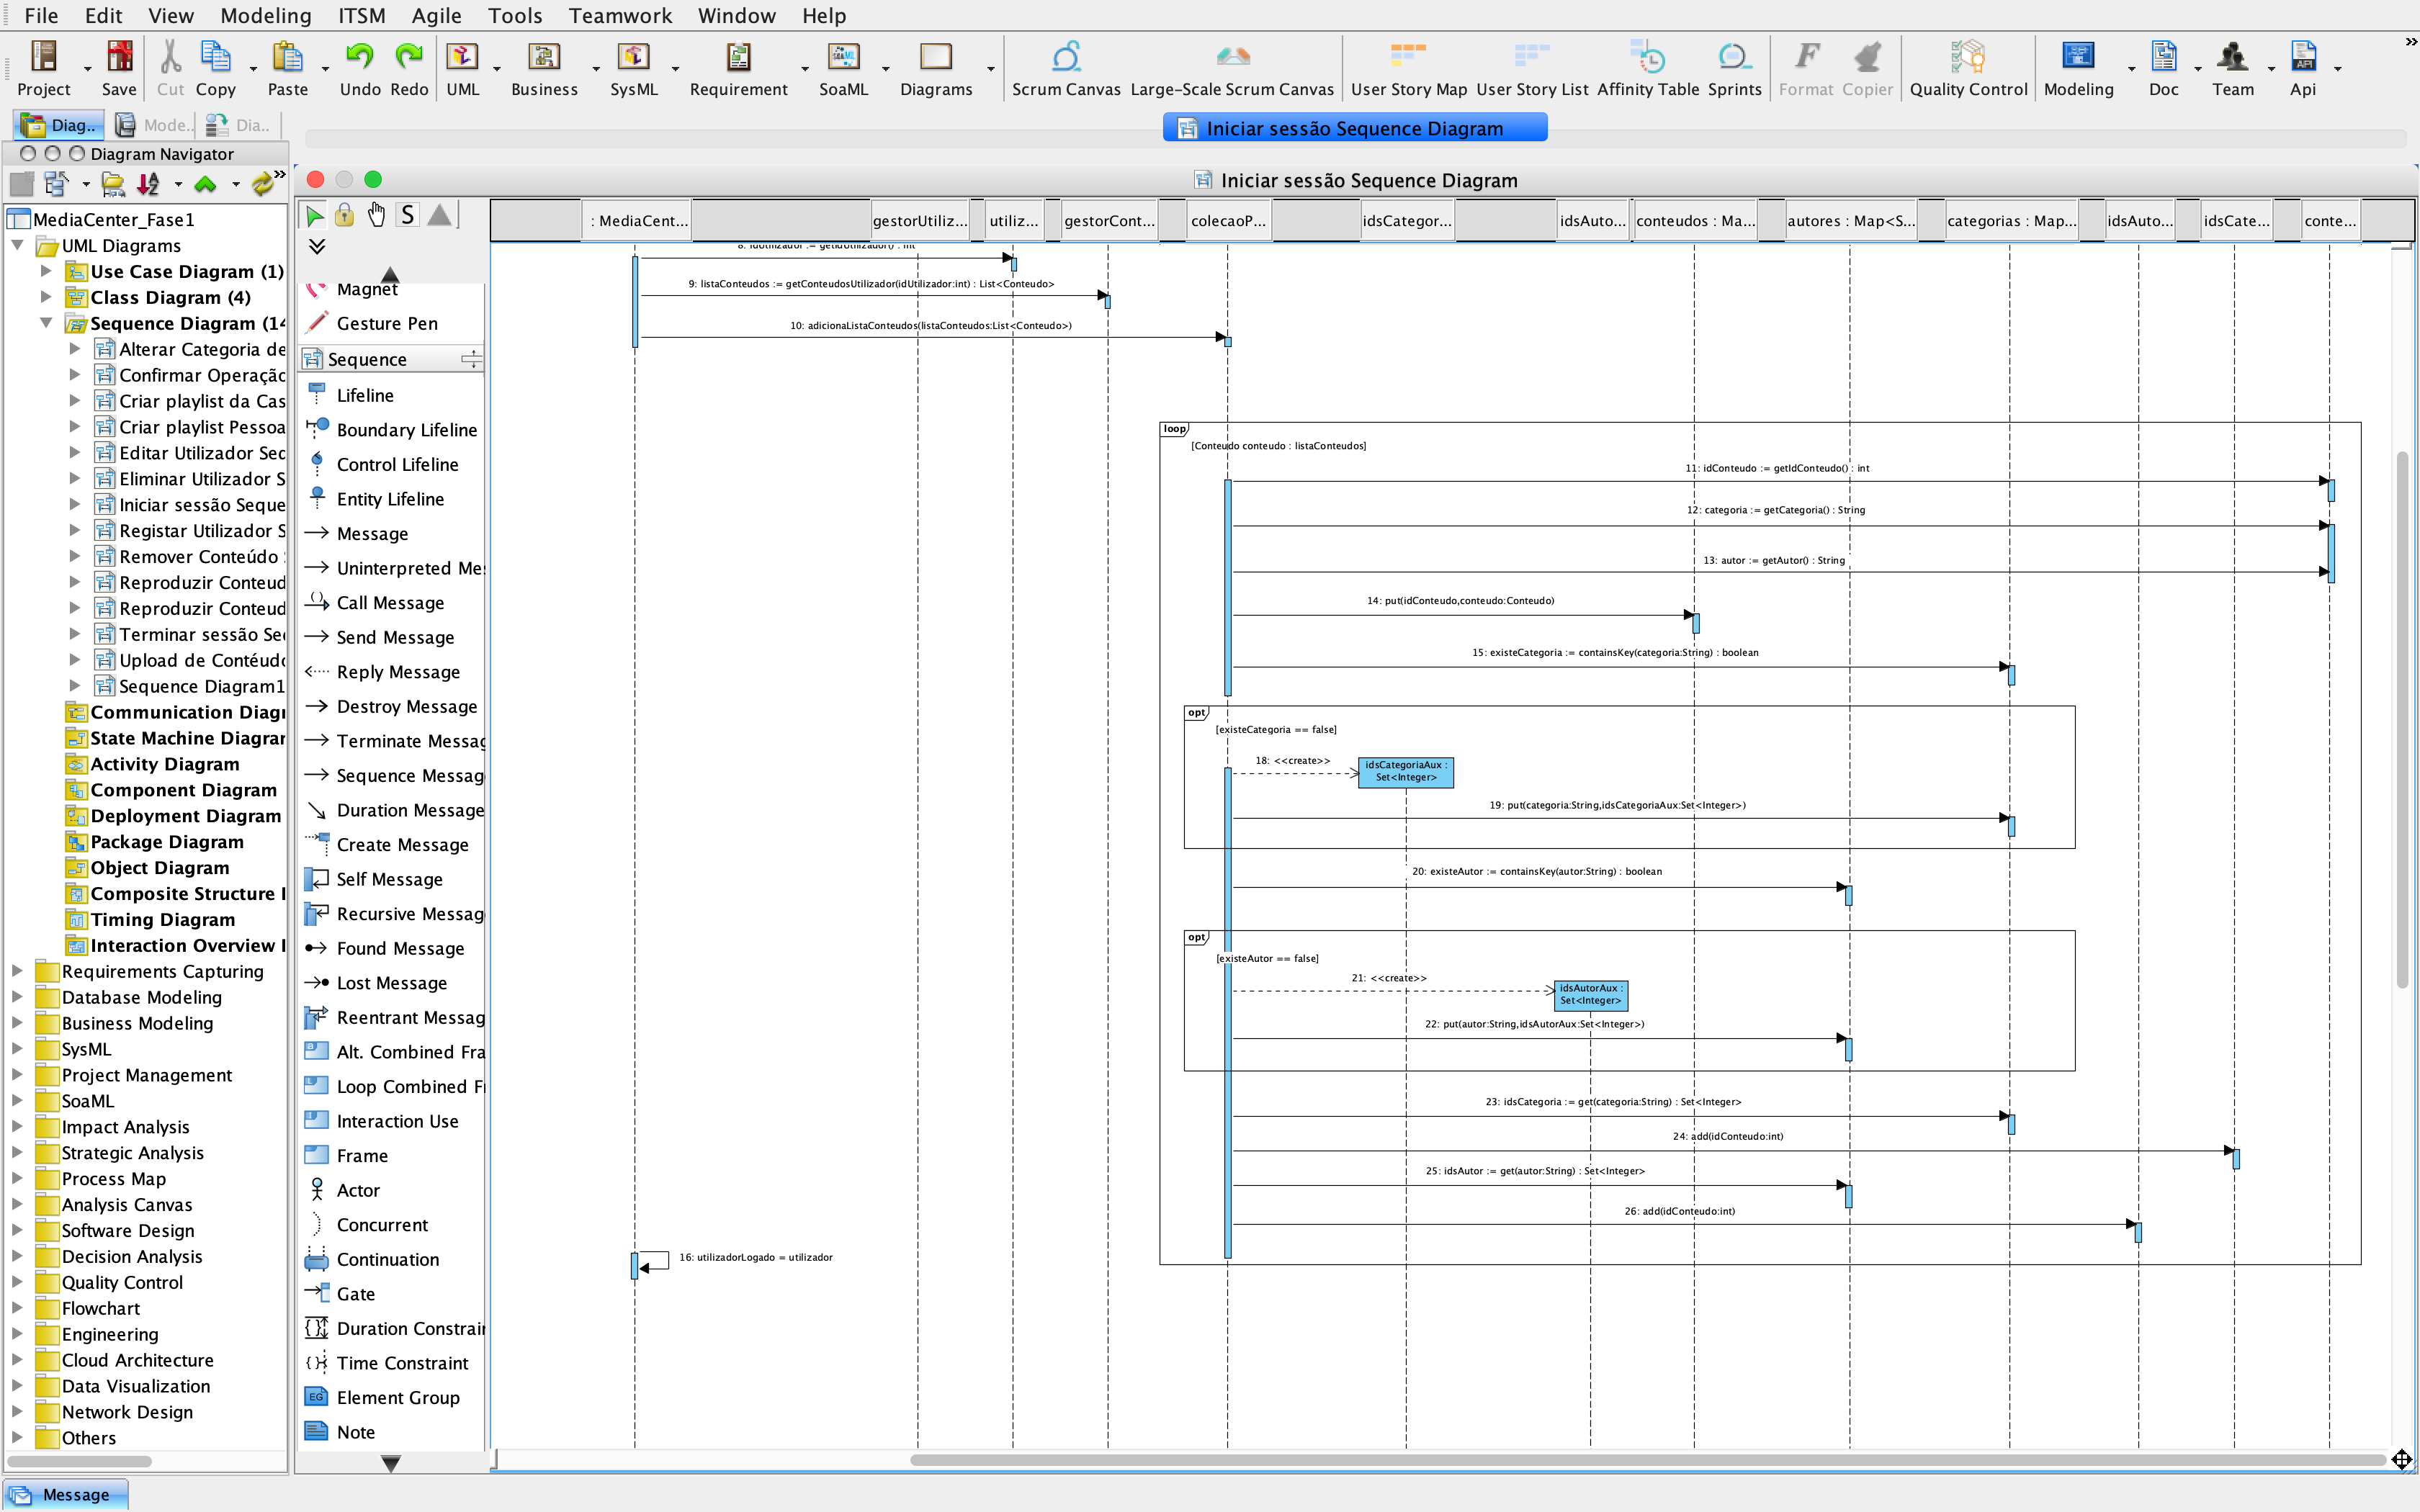 File Edit View Modeling ITSM Agile Tools Teamwork Window Help
Project Save Cut Copy Paste Undo Redo UML Business SysML Requirement SoaML Diagrams Scrum Canvas Large-Scale Scrum Canvas User Story Map User Story List Affinity Table Sprints Format Copier Quality Control Modeling Doc Team Api
Diag.. Mode.. Dia..
Iniciar sessão Sequence Diagram
Diagram Navigator
MediaCenter_Fase1
UML Diagrams
Use Case Diagram (1)
Class Diagram (4)
Sequence Diagram (14
Alterar Categoria de
Confirmar Operação
Criar playlist da Cas
Criar playlist Pessoa
Editar Utilizador Seq
Eliminar Utilizador S
Iniciar sessão Seque
Registar Utilizador S
Remover Conteúdo
Reproduzir Conteud
Reproduzir Conteud
Terminar sessão Seq
Upload de Contéudo
Sequence Diagram1
Communication Diagr
State Machine Diagrar
Activity Diagram
Component Diagram
Deployment Diagram
Package Diagram
Object Diagram
Composite Structure
Timing Diagram
Interaction Overview
Requirements Capturing
Database Modeling
Business Modeling
SysML
Project Management
SoaML
Impact Analysis
Strategic Analysis
Process Map
Analysis Canvas
Software Design
Decision Analysis
Quality Control
Flowchart
Engineering
Cloud Architecture
Data Visualization
Network Design
Others
Message
Iniciar sessão Sequence Diagram
S
Magnet
Gesture Pen
Sequence
Lifeline
Boundary Lifeline
Control Lifeline
Entity Lifeline
Message
Uninterpreted Mes
Call Message
Send Message
Reply Message
Destroy Message
Terminate Messag
Sequence Messag
Duration Message
Create Message
Self Message
Recursive Messag
Found Message
Lost Message
Reentrant Messag
Alt. Combined Fra
Loop Combined Fr
Interaction Use
Frame
Actor
Concurrent
Continuation
Gate
Duration Constrain
Time Constraint
EG Element Group
Note
: MediaCent... gestorUtiliz... utiliz... gestorCont... colecaoP... idsCategor... idsAuto... conteudos : Ma... autores : Map<S... categorias : Map... idsAuto... idsCate... conte...
8: idUtilizador := getIdUtilizador() : int
9: listaConteudos := getConteudosUtilizador(idUtilizador:int) : List<Conteudo>
10: adicionaListaConteudos(listaConteudos:List<Conteudo>)
loop
[Conteudo conteudo : listaConteudos]
11: idConteudo := getIdConteudo() : int
12: categoria := getCategoria() : String
13: autor := getAutor() : String
14: put(idConteudo,conteudo:Conteudo)
15: existeCategoria := containsKey(categoria:String) : boolean
opt
[existeCategoria == false]
18: <<create>>
idsCategoriaAux :
Set<Integer>
19: put(categoria:String,idsCategoriaAux:Set<Integer>)
20: existeAutor := containsKey(autor:String) : boolean
opt
[existeAutor == false]
21: <<create>>
idsAutorAux :
Set<Integer>
22: put(autor:String,idsAutorAux:Set<Integer>)
23: idsCategoria := get(categoria:String) : Set<Integer>
24: add(idConteudo:int)
25: idsAutor := get(autor:String) : Set<Integer>
26: add(idConteudo:int)
16: utilizadorLogado = utilizador